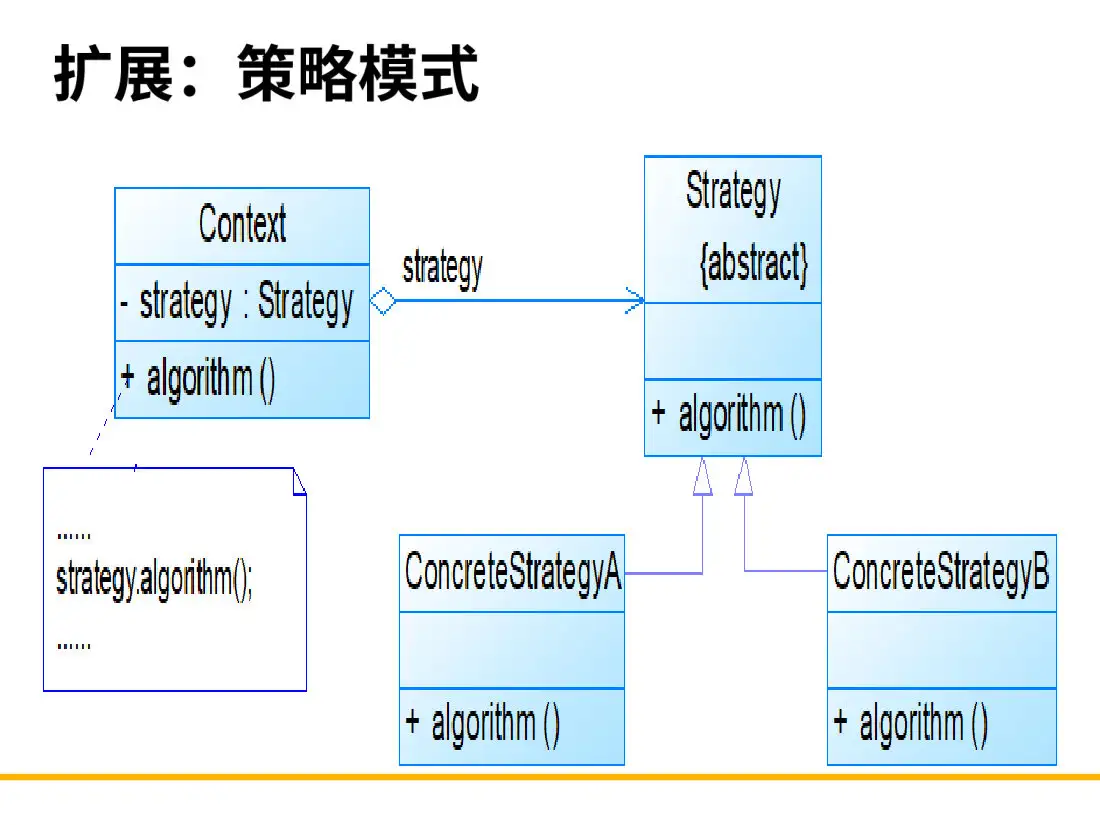 扩展：策略模式
Context
- strategy : Strategy
+ algorithm ()
strategy
Strategy
{abstract}
+ algorithm ()
......
strategy.algorithm();
......
ConcreteStrategyA
+ algorithm ()
ConcreteStrategyB
+ algorithm ()